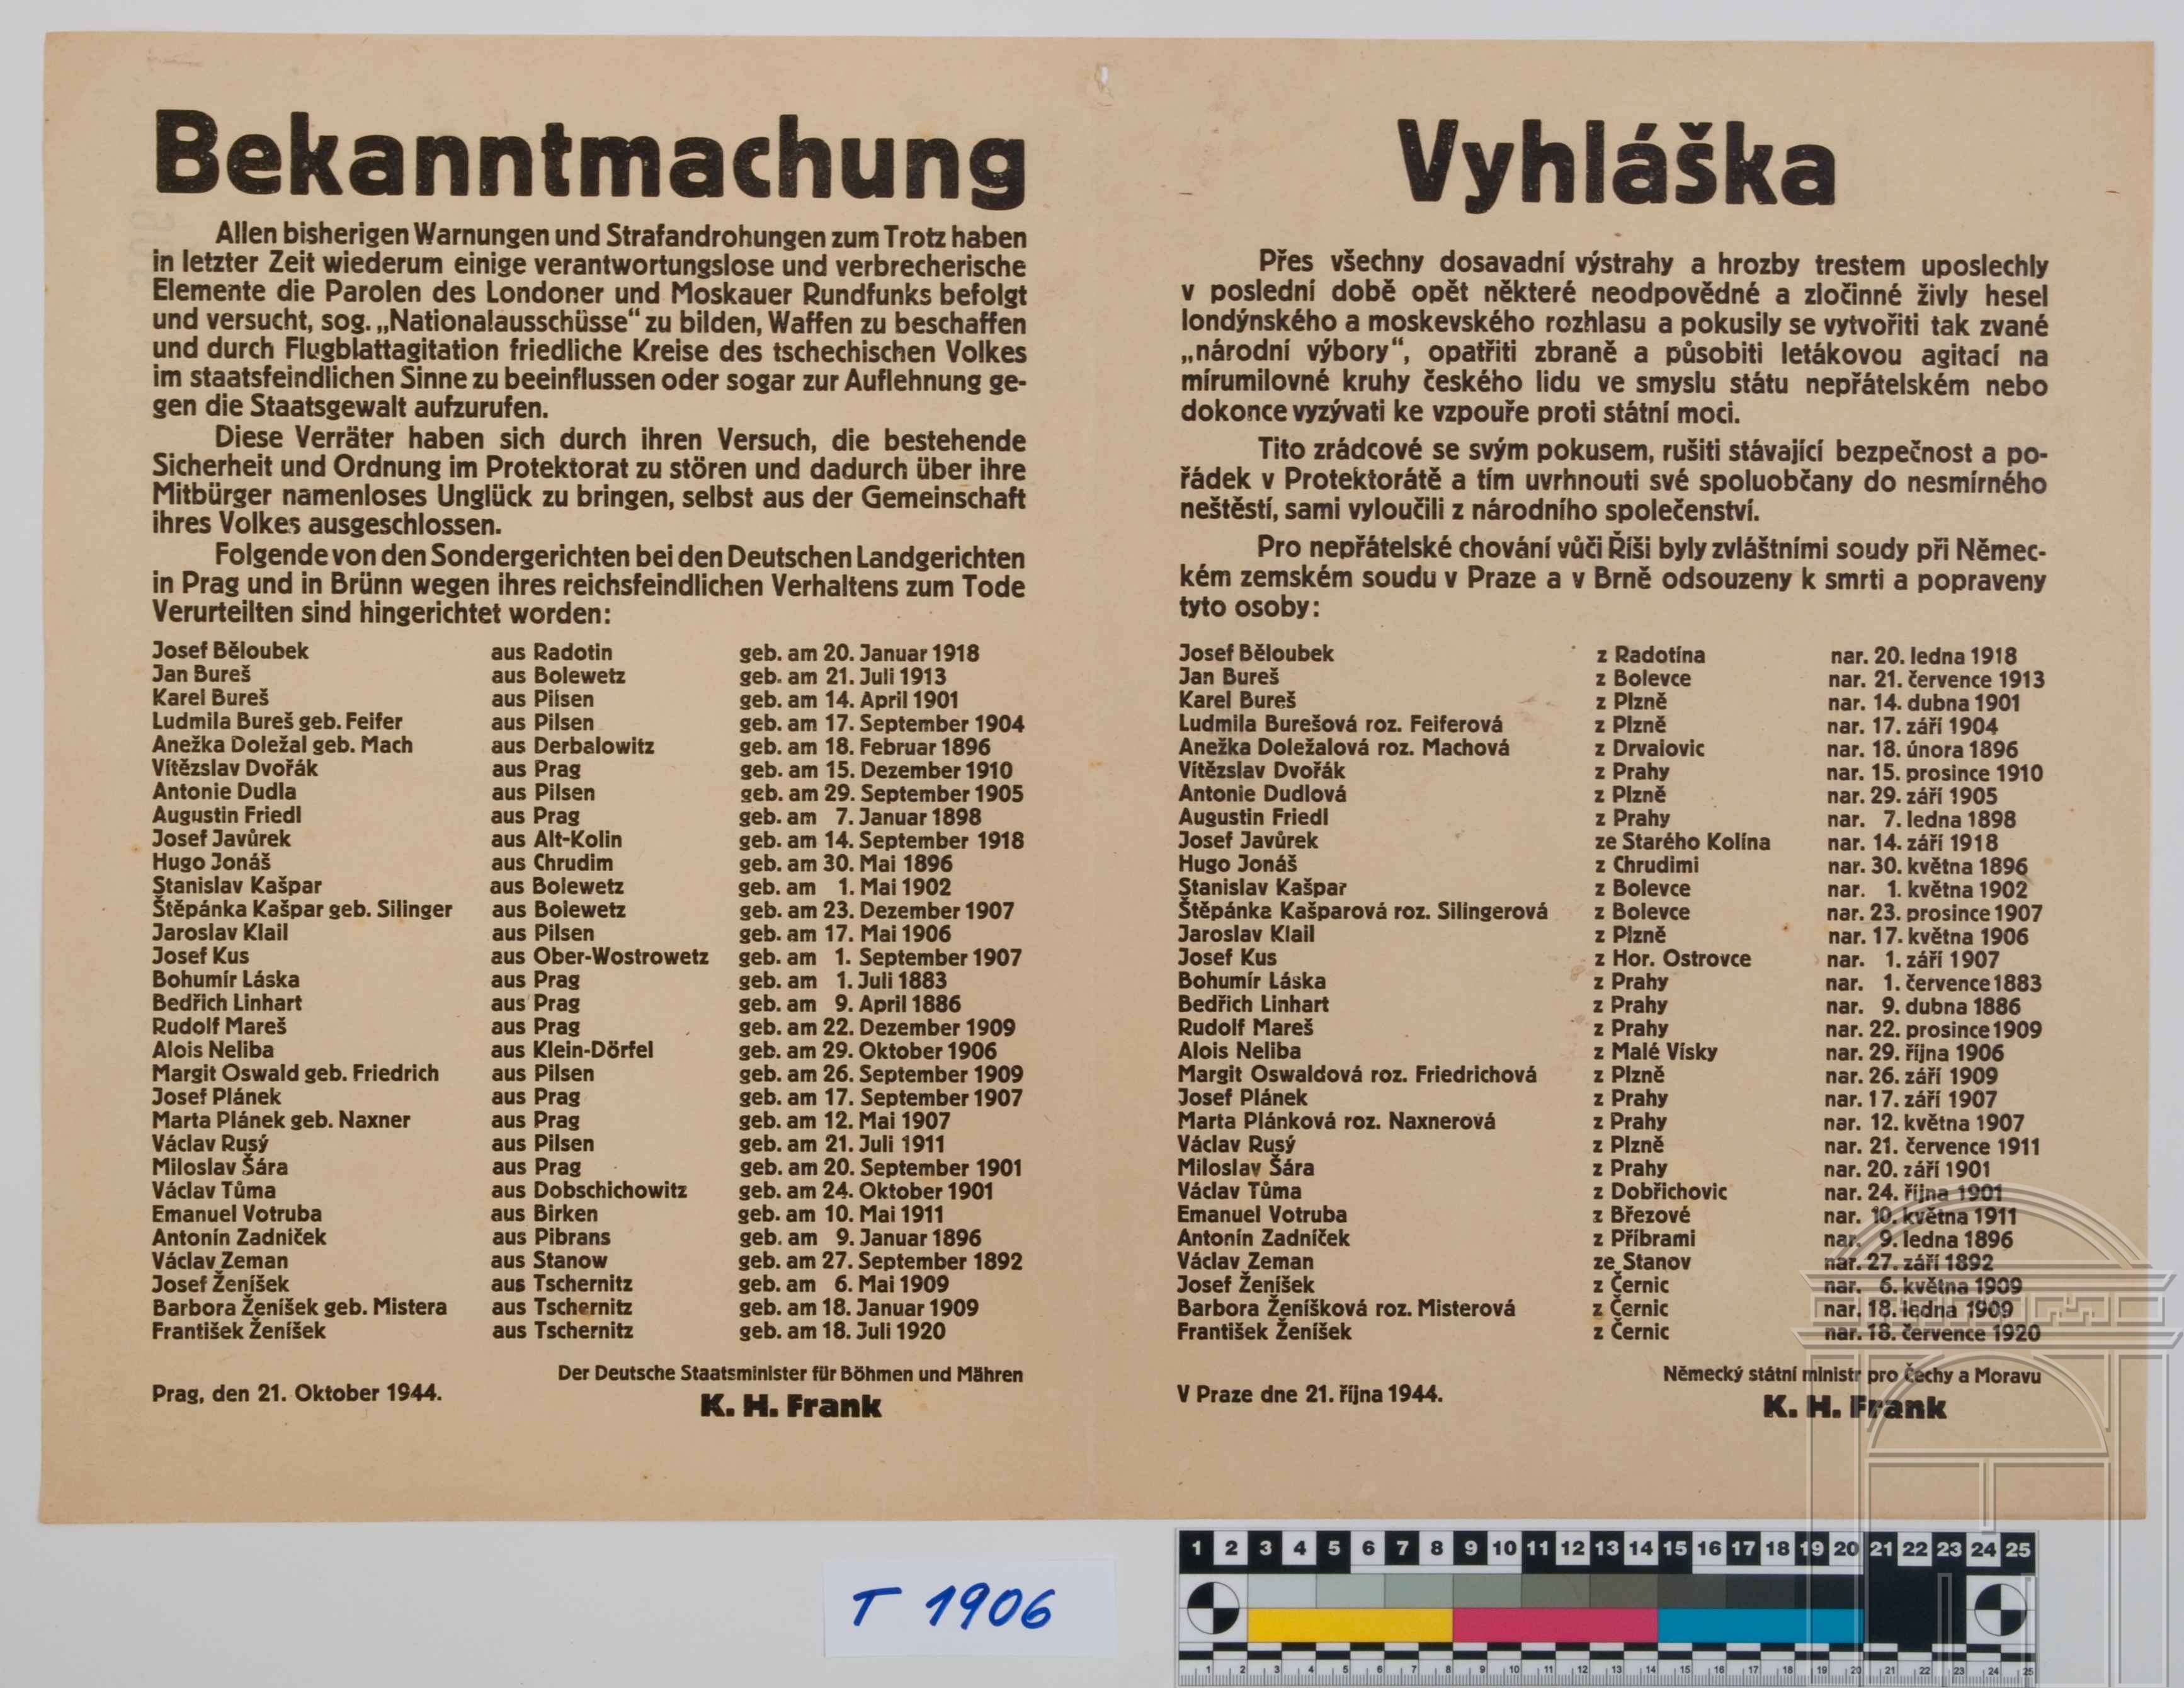 Bekanntmachung
Allen bisherigen Warnungen und Strafandrohungen zum Trotz haben
in letzter Zeit wiederum einige verantwortungslose und verbrecherische
Elemente die Parolen des Londoner und Moskauer Rundfunks befolgt
und versucht, sog. „Nationalausschüsse“ zu bilden, Waffen zu beschaffen
und durch Flugblattagitation friedliche Kreise des tschechischen Volkes
im staatsfeindlichen Sinne zu beeinflussen oder sogar zur Auflehnung ge-
gen die Staatsgewalt aufzurufen.
Diese Verräter haben sich durch ihren Versuch, die bestehende
Sicherheit und Ordnung im Protektorat zu stören und dadurch über ihre
Mitbürger namenloses Unglück zu bringen, selbst aus der Gemeinschaft
ihres Volkes ausgeschlossen.
Folgende von den Sondergerichten bei den Deutschen Landgerichten
in Prag und in Brünn wegen ihres reichsfeindlichen Verhaltens zum Tode
Verurteilten sind hingerichtet worden:
Josef Běloubek aus Radotin geb. am 20. Januar 1918
Jan Bureš aus Bolewetz geb. am 21. Juli 1913
Karel Bureš aus Pilsen geb. am 14. April 1901
Ludmila Bureš geb. Feifer aus Pilsen geb. am 17. September 1904
Anežka Doležal geb. Mach aus Derbalowitz geb. am 18. Februar 1896
Vítězslav Dvořák aus Prag geb. am 15. Dezember 1910
Antonie Dudla aus Pilsen geb. am 29. September 1905
Augustin Friedl aus Prag geb. am 7. Januar 1898
Josef Javůrek aus Alt-Kolin geb. am 14. September 1918
Hugo Jonáš aus Chrudim geb. am 30. Mai 1896
Stanislav Kašpar aus Bolewetz geb. am 1. Mai 1902
Štěpánka Kašpar geb. Silinger aus Bolewetz geb. am 23. Dezember 1907
Jaroslav Klail aus Pilsen geb. am 17. Mai 1906
Josef Kus aus Ober-Wostrowetz geb. am 1. September 1907
Bohumír Láska aus Prag geb. am 1. Juli 1883
Bedřich Linhart aus Prag geb. am 9. April 1886
Rudolf Mareš aus Prag geb. am 22. Dezember 1909
Alois Neliba aus Klein-Dörfel geb. am 29. Oktober 1906
Margit Oswald geb. Friedrich aus Pilsen geb. am 26. September 1909
Josef Plánek aus Prag geb. am 17. September 1907
Marta Plánek geb. Naxner aus Prag geb. am 12. Mai 1907
Václav Rusý aus Pilsen geb. am 21. Juli 1911
Miloslav Šára aus Prag geb. am 20. September 1901
Václav Tůma aus Dobschichowitz geb. am 24. Oktober 1901
Emanuel Votruba aus Birken geb. am 10. Mai 1911
Antonín Zadníček aus Pibrans geb. am 9. Januar 1896
Václav Zeman aus Stanow geb. am 27. September 1892
Josef Ženíšek aus Tschernitz geb. am 6. Mai 1909
Barbora Ženíšek geb. Mistera aus Tschernitz geb. am 18. Januar 1909
František Ženíšek aus Tschernitz geb. am 18. Juli 1920
Der Deutsche Staatsminister für Böhmen und Mähren
Prag, den 21. Oktober 1944.
K. H. Frank
Vyhláška
Přes všechny dosavadní výstrahy a hrozby trestem uposlechly
v poslední době opět některé neodpovědné a zločinné živly hesel
londýnského a moskevského rozhlasu a pokusily se vytvořiti tak zvané
„národní výbory“, opatřiti zbraně a působiti letákovou agitací na
mírumilovné kruhy českého lidu ve smyslu státu nepřátelském nebo
dokonce vyzývati ke vzpouře proti státní moci.
Tito zrádcové se svým pokusem, rušiti stávající bezpečnost a po-
řádek v Protektorátě a tím uvrhnouti své spoluobčany do nesmírného
neštěstí, sami vyloučili z národního společenství.
Pro nepřátelské chování vůči Říši byly zvláštními soudy při Němec-
kém zemském soudu v Praze a v Brně odsouzeny k smrti a popraveny
tyto osoby:
Josef Běloubek z Radotína nar. 20. ledna 1918
Jan Bureš z Bolevce nar. 21. července 1913
Karel Bureš z Plzně nar. 14. dubna 1901
Ludmila Burešová roz. Feiferová z Plzně nar. 17. září 1904
Anežka Doležalová roz. Machová z Drvalovic nar. 18. února 1896
Vítězslav Dvořák z Prahy nar. 15. prosince 1910
Antonie Dudlová z Plzně nar. 29. září 1905
Augustin Friedl z Prahy nar. 7. ledna 1898
Josef Javůrek ze Starého Kolína nar. 14. září 1918
Hugo Jonáš z Chrudimi nar. 30. května 1896
Stanislav Kašpar z Bolevce nar. 1. května 1902
Štěpánka Kašparová roz. Silingerová z Bolevce nar. 23. prosince 1907
Jaroslav Klail z Plzně nar. 17. května 1906
Josef Kus z Hor. Ostrovce nar. 1. září 1907
Bohumír Láska z Prahy nar. 1. července 1883
Bedřich Linhart z Prahy nar. 9. dubna 1886
Rudolf Mareš z Prahy nar. 22. prosince 1909
Alois Neliba z Malé Vísky nar. 29. října 1906
Margit Oswaldová roz. Friedrichová z Plzně nar. 26. září 1909
Josef Plánek z Prahy nar. 17. září 1907
Marta Plánková roz. Naxnerová z Prahy nar. 12. května 1907
Václav Rusý z Plzně nar. 21. července 1911
Miloslav Šára z Prahy nar. 20. září 1901
Václav Tůma z Dobřichovic nar. 24. října 1901
Emanuel Votruba z Březové nar. 10. května 1911
Antonín Zadníček z Příbrami nar. 9. ledna 1896
Václav Zeman ze Stanov nar. 27. září 1892
Josef Ženíšek z Černic nar. 6. května 1909
Barbora Ženíšková roz. Misterová z Černic nar. 18. ledna 1909
František Ženíšek z Černic nar. 18. července 1920
Německý státní ministr pro Čechy a Moravu
V Praze dne 21. října 1944.
K. H. Frank
T 1906
1 2 3 4 5 6 7 8 9 10 11 12 13 14 15 16 17 18 19 20 21 22 23 24 25
1 2 3 4 5 6 7 8 9 10 11 12 13 14 15 16 17 18 19 20 21 22 23 24 25